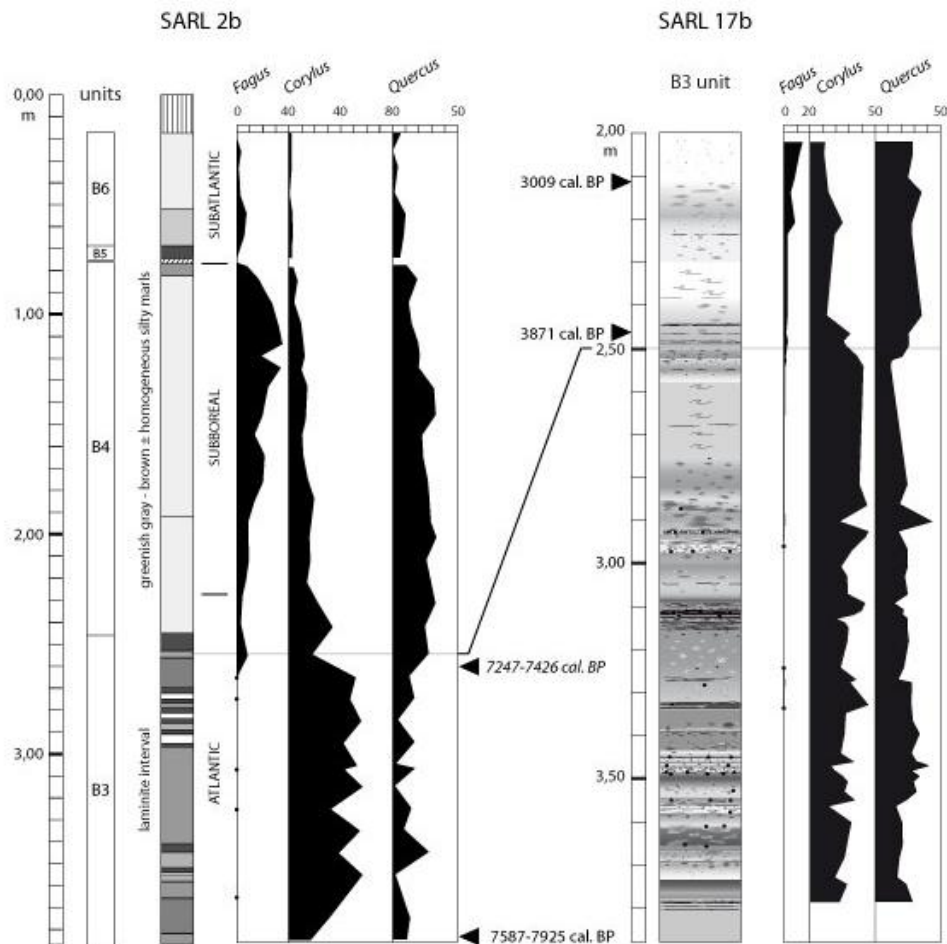 SARL 2b
SARL 17b
Fagus
Corylus
Quercus
units
B3 unit
Fagus
Corylus
Quercus
0,00
m
0
40
40
80
50
2,00
m
0
20
50
50
B6
B5
B4
B3
1,00
2,00
3,00
greenish gray - brown ± homogeneous silty marls
laminite interval
SUBATLANTIC
SUBBOREAL
ATLANTIC
3009 cal. BP
3871 cal. BP
2,50
7247-7426 cal. BP
3,00
3,50
7587-7925 cal. BP